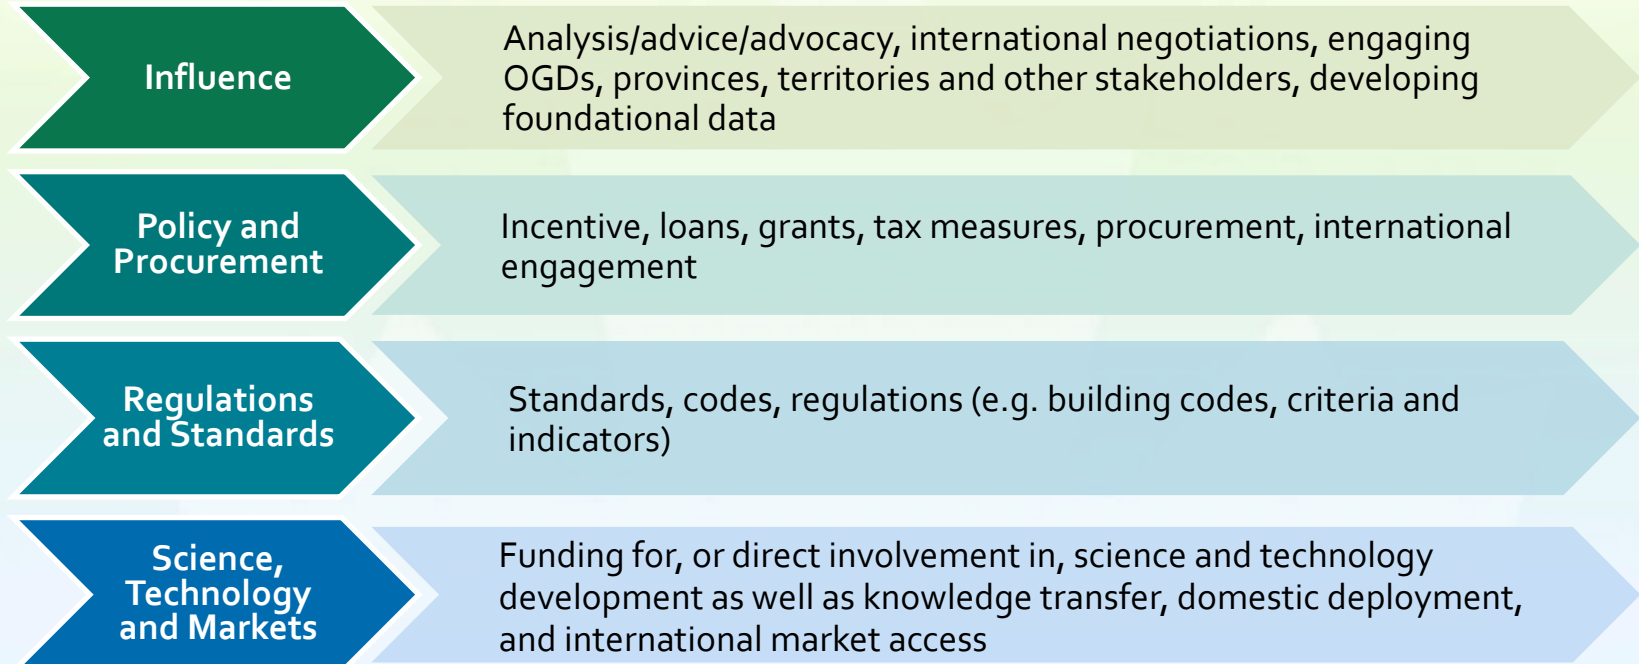 Influence
Analysis/advice/advocacy, international negotiations, engaging
OGDs, provinces, territories and other stakeholders, developing
foundational data
Policy and
Procurement
Incentive, loans, grants, tax measures, procurement, international
engagement
Regulations
and Standards
Standards, codes, regulations (e.g. building codes, criteria and
indicators)
Science,
Technology
and Markets
Funding for, or direct involvement in, science and technology
development as well as knowledge transfer, domestic deployment,
and international market access